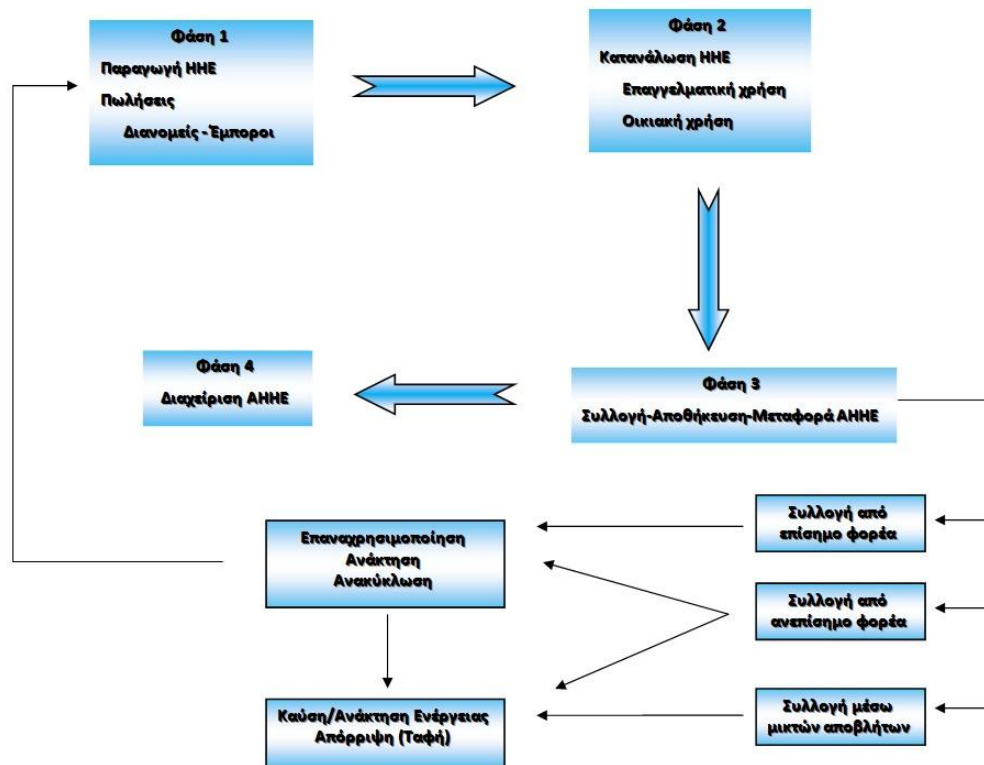 Φάση 1
Παραγωγή ΗΗΕ
Πωλήσεις
Διανομείς -Έμποροι
Φάση 2
Κατανάλωση ΗΗΕ
Επαγγελματική χρήση
Οικιακή χρήση
Φάση 4
Διαχείριση ΑΗΗΕ
Φάση 3
Συλλογή-Αποθήκευση-Μεταφορά ΑΗΗΕ
Επαναχρησιμοποίηση
Ανάκτηση
Ανακύκλωση
Συλλογή από
επίσημο φορέα
Συλλογή από
ανεπίσημο φορέα
Καύση/Ανάκτηση Ενέργειας
Απόρριψη (Ταφή)
Συλλογή μέσω
μικτών αποβλήτων